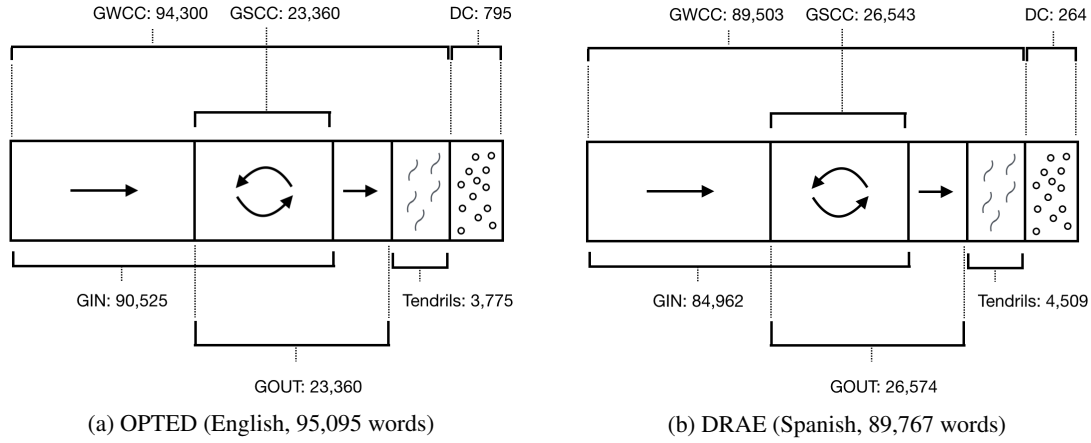 GWCC: 94,300 GSCC: 23,360 DC: 795
GIN: 90,525 Tendrils: 3,775
GOUT: 23,360
(a) OPTED (English, 95,095 words)
GWCC: 89,503 GSCC: 26,543 DC: 264
GIN: 84,962 Tendrils: 4,509
GOUT: 26,574
(b) DRAE (Spanish, 89,767 words)